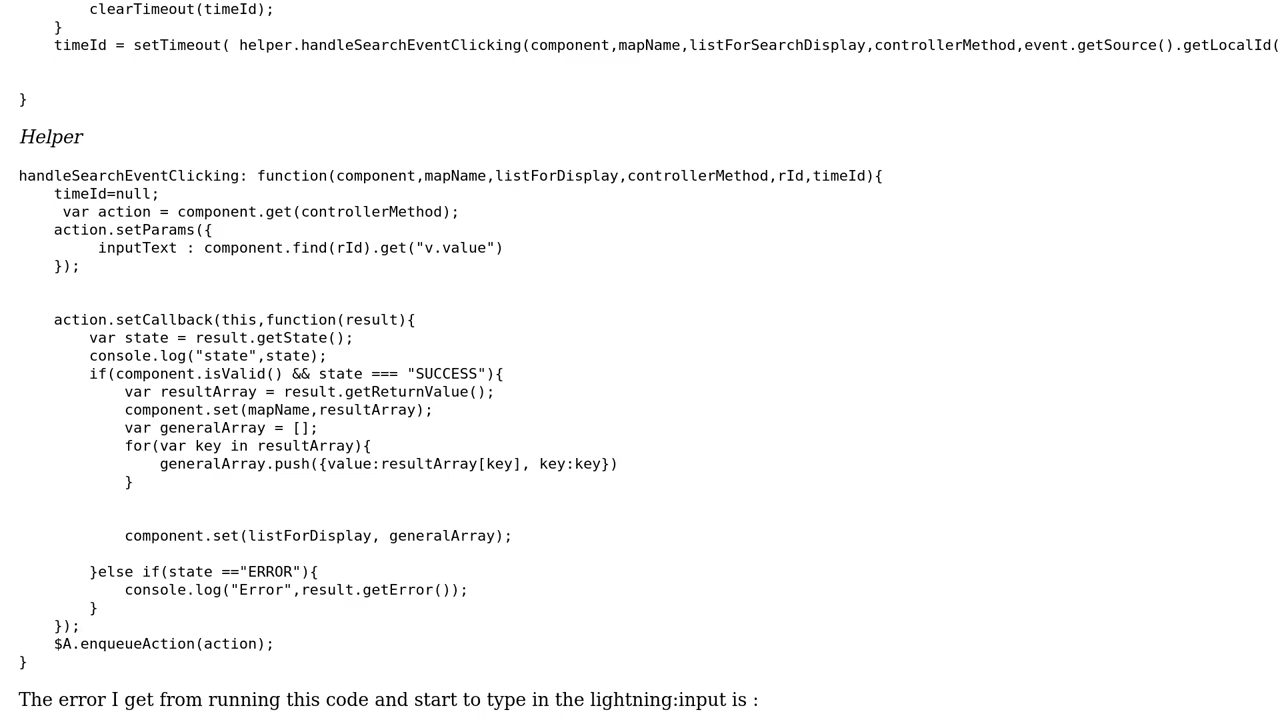 clearTimeout(timeId);
}
timeId = setTimeout( helper.handleSearchEventClicking(component,mapName,listForSearchDisplay,controllerMethod,event.getSource().getLocalId(
}
Helper
handleSearchEventClicking: function(component,mapName,listForDisplay,controllerMethod,rId,timeId){
timeId=null;
var action = component.get(controllerMethod);
action.setParams({
inputText : component.find(rId).get("v.value")
});
action.setCallback(this,function(result){
var state = result.getState();
console.log("state",state);
if(component.isValid() && state === "SUCCESS"){
var resultArray = result.getReturnValue();
component.set(mapName,resultArray);
var generalArray = [];
for(var key in resultArray){
generalArray.push({value:resultArray[key], key:key})
}
component.set(listForDisplay, generalArray);
}else if(state =="ERROR"){
console.log("Error",result.getError());
}
});
$A.enqueueAction(action);
}
The error I get from running this code and start to type in the lightning:input is :